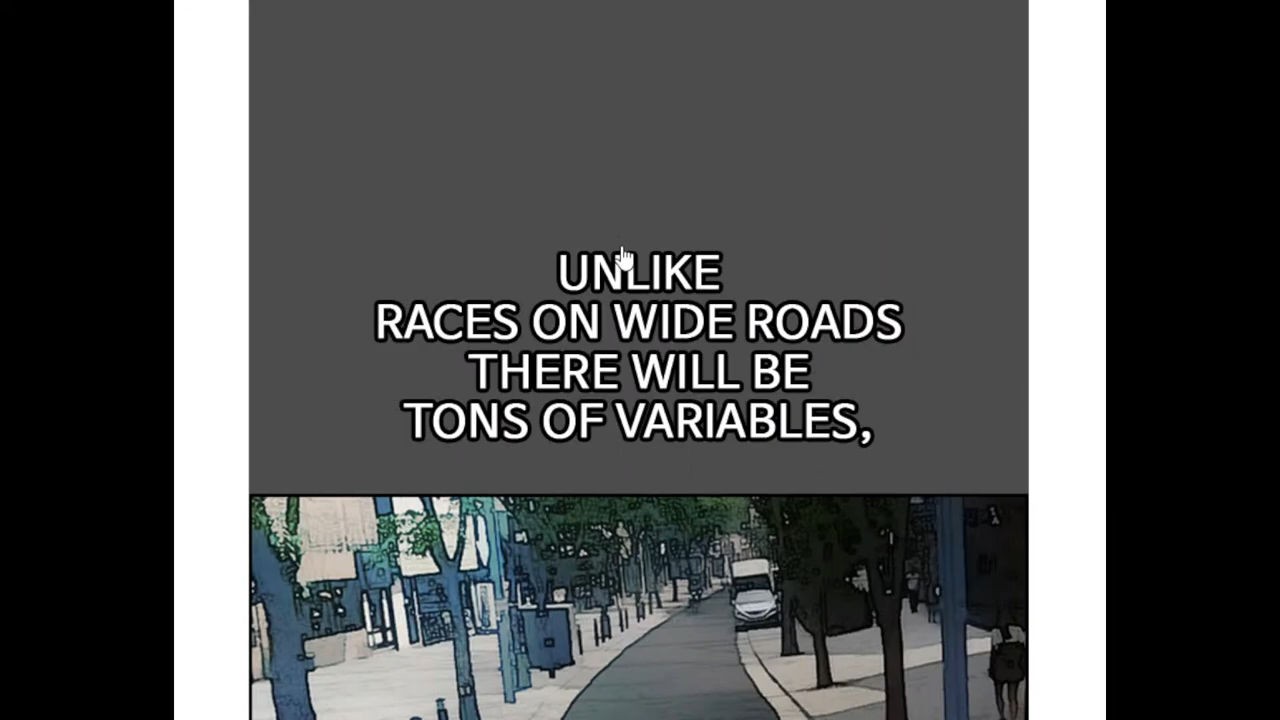 UNLIKE
RACES ON WIDE ROADS
THERE WILL BE
TONS OF VARIABLES,